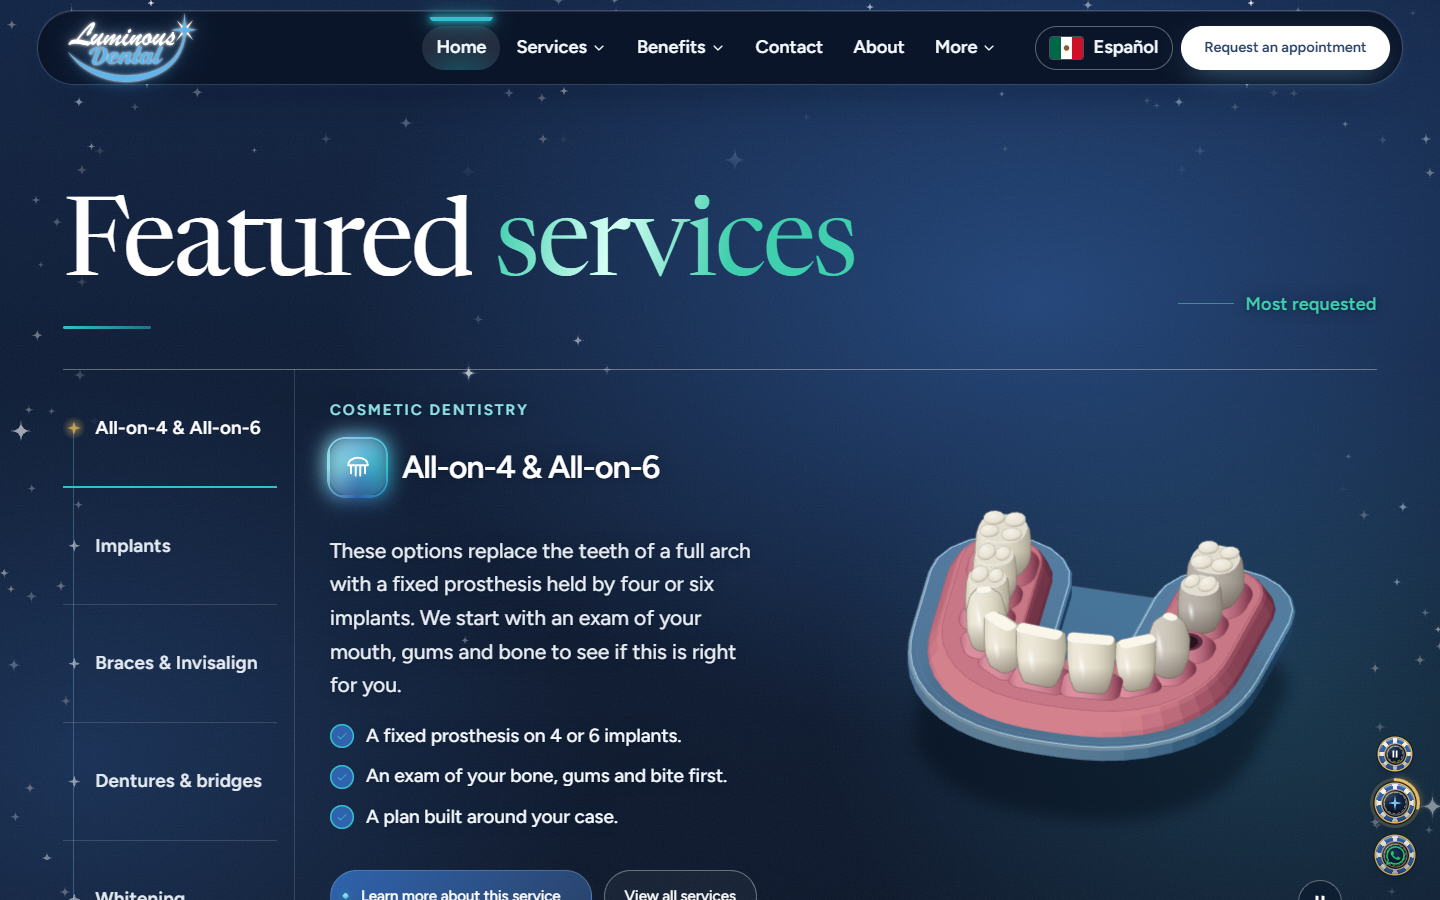 Luminous
Dental
Home
Services
Benefits
Contact
About
More
Español
Request an appointment
Featured services
Most requested
All-on-4 & All-on-6
Implants
Braces & Invisalign
Dentures & bridges
Whitening
COSMETIC DENTISTRY
All-on-4 & All-on-6
These options replace the teeth of a full arch
with a fixed prosthesis held by four or six
implants. We start with an exam of your
mouth, gums and bone to see if this is right
for you.
A fixed prosthesis on 4 or 6 implants.
An exam of your bone, gums and bite first.
A plan built around your case.
Learn more about this service
View all services